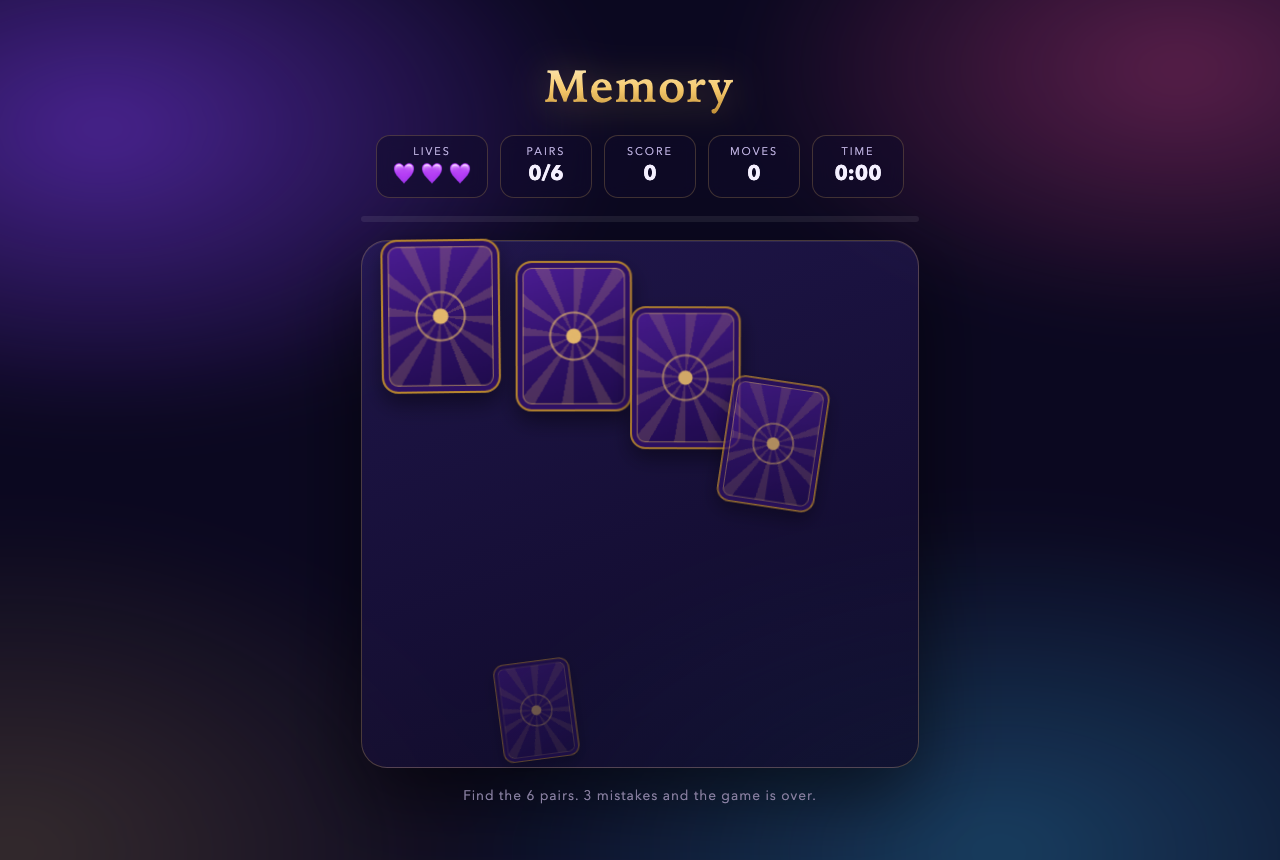 Memory
LIVES PAIRS SCORE MOVES TIME
💜 💜 💜 0/6 0 0 0:00
Find the 6 pairs. 3 mistakes and the game is over.